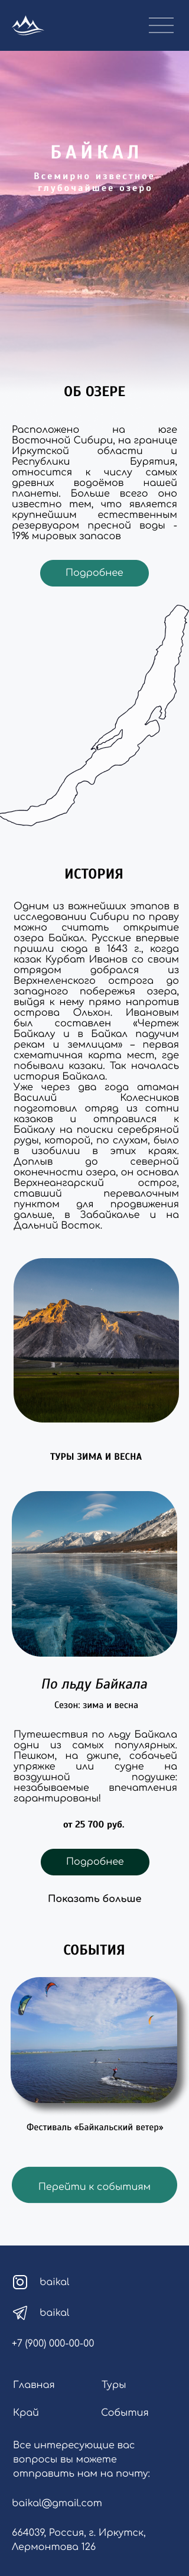 БАЙКАЛ
Всемирно известное
глубочайшее озеро
ОБ ОЗЕРЕ
Расположено на юге
Восточной Сибири, на границе
Иркутской области и
Республики Бурятия,
относится к числу самых
древних водоёмов нашей
планеты. Больше всего оно
известно тем, что является
крупнейшим естественным
резервуаром пресной воды -
19% мировых запасов
Подробнее
ИСТОРИЯ
Одним из важнейших этапов в
исследовании Сибири по праву
можно считать открытие
озера Байкал. Русские впервые
пришли сюда в 1643 г., когда
казак Курбат Иванов со своим
отрядом добрался из
Верхнеленского острога до
западного побережья озера,
выйдя к нему прямо напротив
острова Ольхон. Ивановым
был составлен «Чертеж
Байкалу и в Байкал падучим
рекам и землицам» – первая
схематичная карта мест, где
побывали казаки. Так началась
история Байкала.
Уже через два года атаман
Василий Колесников
подготовил отряд из сотни
казаков и отправился к
Байкалу на поиски серебряной
руды, которой, по слухам, было
в изобилии в этих краях.
Доплыв до северной
оконечности озера, он основал
Верхнеангарский острог,
ставший перевалочным
пунктом для продвижения
дальше, в Забайкалье и на
Дальний Восток.
ТУРЫ ЗИМА И ВЕСНА
По льду Байкала
Сезон: зима и весна
Путешествия по льду Байкала
одни из самых популярных.
Пешком, на джипе, собачьей
упряжке или судне на
воздушной подушке:
незабываемые впечатления
гарантированы!
от 25 700 руб.
Подробнее
Показать больше
СОБЫТИЯ
Фестиваль «Байкальский ветер»
Перейти к событиям
baikal
baikal
+7 (900) 000-00-00
Главная Туры
Край События
Все интересующие вас
вопросы вы можете
отправить нам на почту:
baikal@gmail.com
664039, Россия, г. Иркутск,
Лермонтова 126